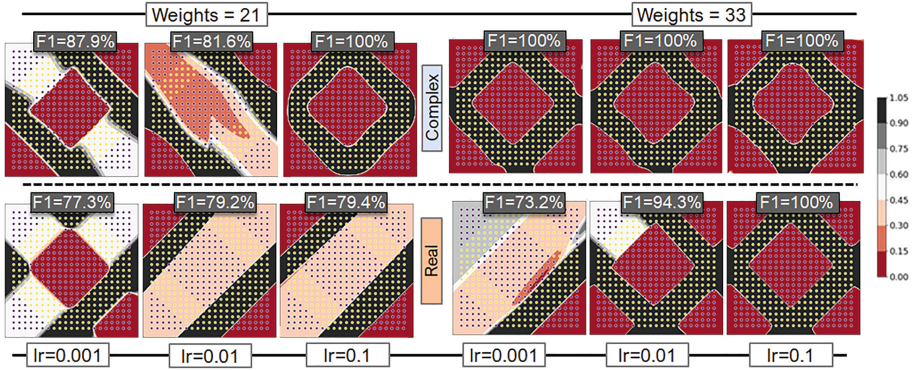 Weights = 21
Weights = 33
F1=87.9%
F1=81.6%
F1=100%
F1=100%
F1=100%
F1=100%
Complex
F1=77.3%
F1=79.2%
F1=79.4%
F1=73.2%
F1=94.3%
F1=100%
Real
lr=0.001
lr=0.01
lr=0.1
lr=0.001
lr=0.01
lr=0.1
1.05
0.90
0.75
0.60
0.45
0.30
0.15
0.00